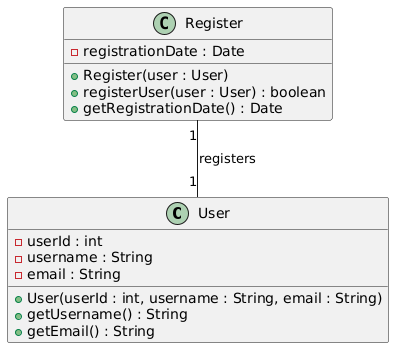 C Register
registrationDate : Date
Register(user : User)
registerUser(user : User) : boolean
getRegistrationDate() : Date
1
registers
1
C User
userId : int
username : String
email : String
User(userId : int, username : String, email : String)
getUsername() : String
getEmail() : String